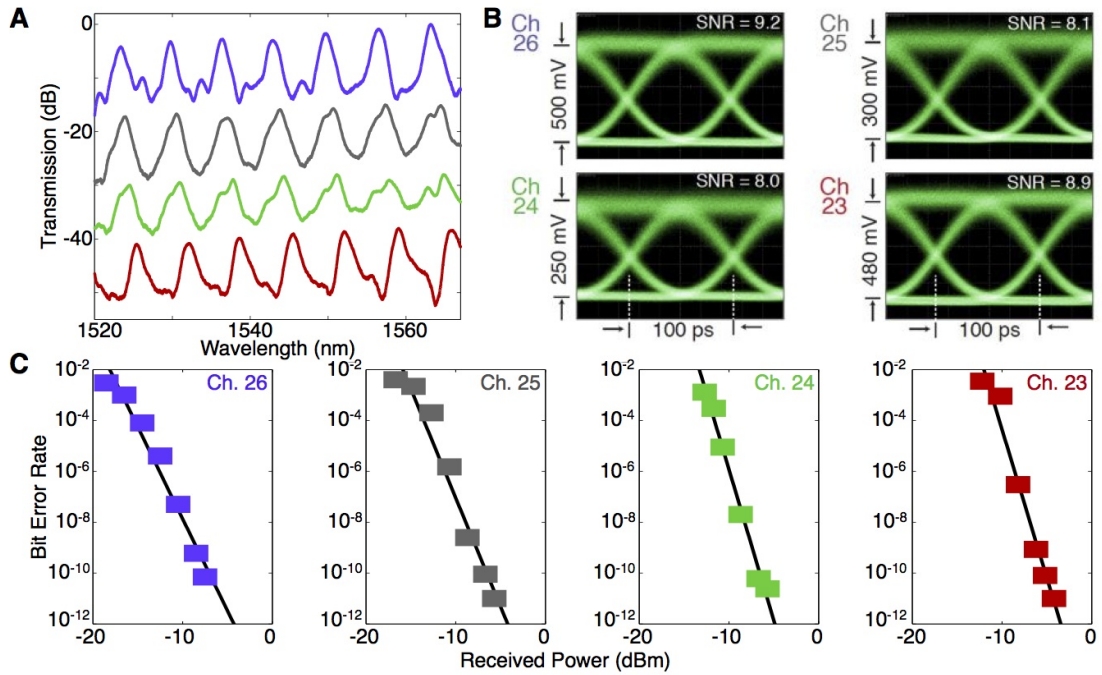 A
Transmission (dB)
0
-20
-40
1520
1540
1560
Wavelength (nm)
B
Ch
26
500 mV
SNR = 9.2
Ch
25
300 mV
SNR = 8.1
Ch
24
250 mV
SNR = 8.0
100 ps
Ch
23
480 mV
SNR = 8.9
100 ps
C
Bit Error Rate
10-2
10-4
10-6
10-8
10-10
10-12
Ch. 26
-20
-10
0
10-2
10-4
10-6
10-8
10-10
10-12
Ch. 25
-20
-10
0
10-2
10-4
10-6
10-8
10-10
10-12
Ch. 24
-20
-10
0
10-2
10-4
10-6
10-8
10-10
10-12
Ch. 23
-20
-10
0
Received Power (dBm)